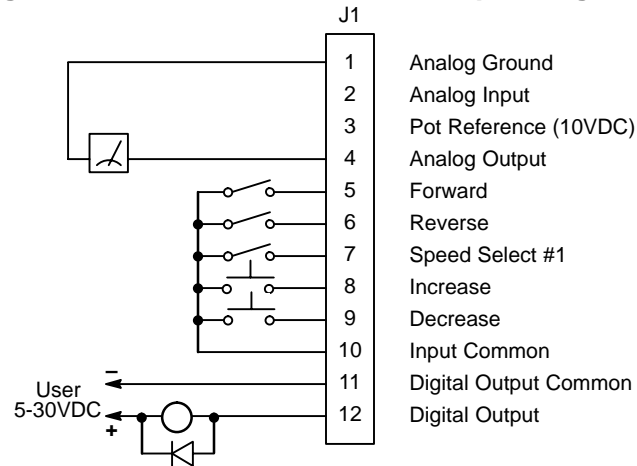 J1
1 Analog Ground
2 Analog Input
3 Pot Reference (10VDC)
4 Analog Output
5 Forward
6 Reverse
7 Speed Select #1
8 Increase
9 Decrease
10 Input Common
11 Digital Output Common
12 Digital Output
–
User
5-30VDC
+